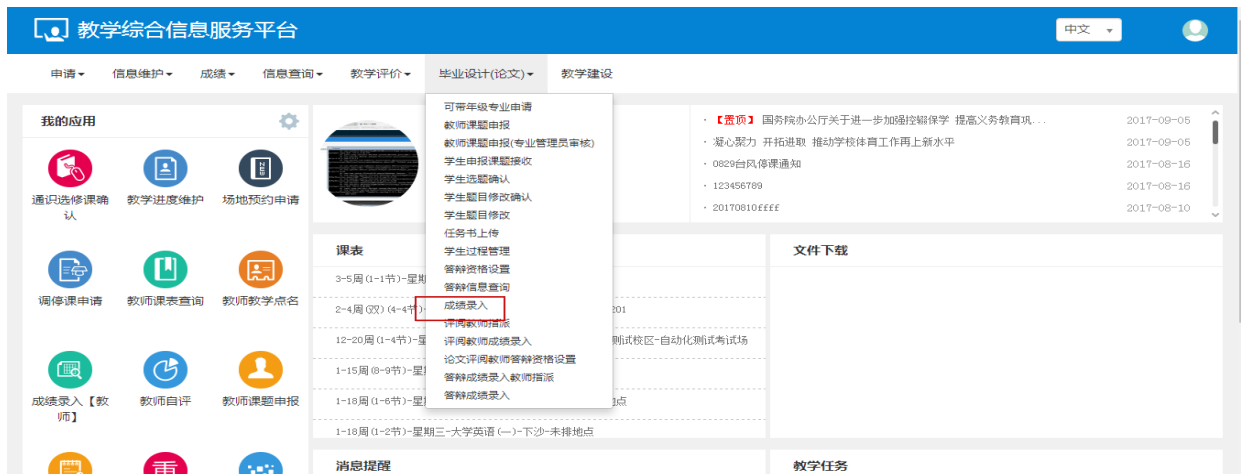 教学综合信息服务平台
中文
申请 信息维护 成绩 信息查询 教学评价 毕业设计(论文) 教学建设
我的应用
通识选修课确认
教学进度维护
场地预约申请
调停课申请
教师课表查询
教师教学点名
成绩录入【教师】
教师自评
教师课题申报
重
可带年级专业申请
教师课题申报
教师课题申报(专业管理员审核)
学生申报课题接收
学生选题确认
学生题目修改确认
学生题目修改
任务书上传
学生过程管理
答辩资格设置
答辩信息查询
成绩录入
评阅教师指派
评阅教师成绩录入
论文评阅教师答辩资格设置
答辩成绩录入教师指派
答辩成绩录入
· 【置顶】 国务院办公厅关于进一步加强控辍保学 提高义务教育巩... 2017-09-05
· 凝心聚力 开拓进取 推动学校体育工作再上新水平 2017-09-05
· 0829台风停课通知 2017-08-16
· 123456789 2017-08-16
· 20170810ffff 2017-08-10
课表
3-5周(1-1节)-星期
2-4周(双)(4-4节)- 201
12-20周(1-4节)-星 测试校区-自动化测试考试场
1-15周(8-9节)-星
1-18周(1-6节)-星 地点
1-18周(1-2节)-星期三-大学英语(一)-下沙-未排地点
文件下载
消息提醒
教学任务